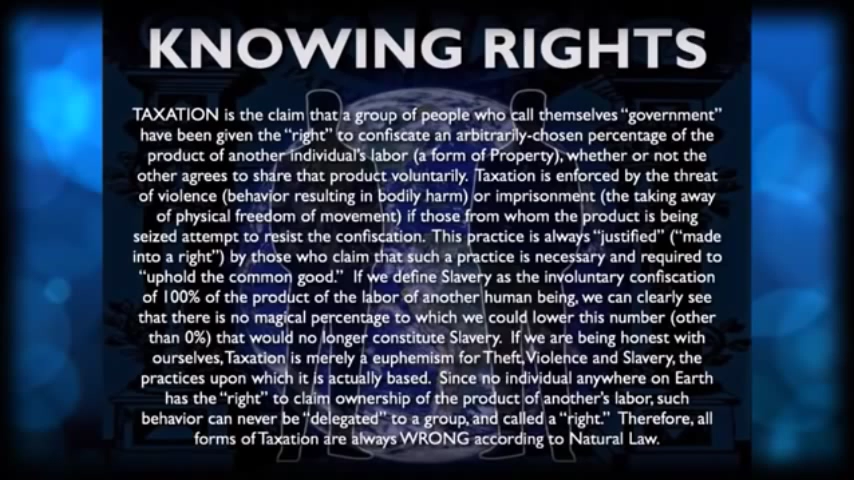 KNOWING RIGHTS
TAXATION is the claim that a group of people who call themselves "government"
have been given the "right" to confiscate an arbitrarily-chosen percentage of the
product of another individual's labor (a form of Property), whether or not the
other agrees to share that product voluntarily. Taxation is enforced by the threat
of violence (behavior resulting in bodily harm) or imprisonment (the taking away
of physical freedom of movement) if those from whom the product is being
seized attempt to resist the confiscation. This practice is always "justified" ("made
into a right") by those who claim that such a practice is necessary and required to
"uphold the common good." If we define Slavery as the involuntary confiscation
of 100% of the product of the labor of another human being, we can clearly see
that there is no magical percentage to which we could lower this number (other
than 0%) that would no longer constitute Slavery. If we are being honest with
ourselves, Taxation is merely a euphemism for Theft, Violence and Slavery, the
practices upon which it is actually based. Since no individual anywhere on Earth
has the "right" to claim ownership of the product of another's labor, such
behavior can never be "delegated" to a group, and called a "right." Therefore, all
forms of Taxation are always WRONG according to Natural Law.